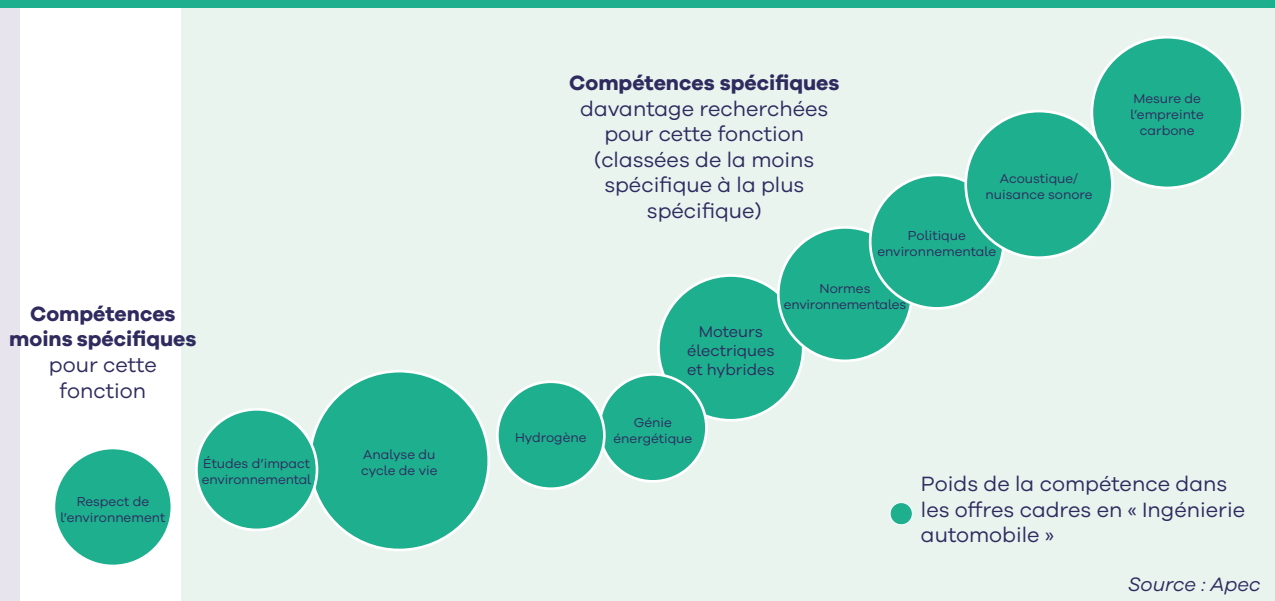 Compétences spécifiques
davantage recherchées
pour cette fonction
(classées de la moins
spécifique à la plus
spécifique)
Compétences
moins spécifiques
pour cette
fonction
Respect de
l'environnement
Études d'impact
environnemental
Analyse du
cycle de vie
Hydrogène
Génie
énergétique
Moteurs
électriques
et hybrides
Normes
environnementales
Politique
environnementale
Acoustique/
nuisance sonore
Mesure de
l'empreinte
carbone
Poids de la compétence dans
les offres cadres en « Ingénierie
automobile »
Source : Apec